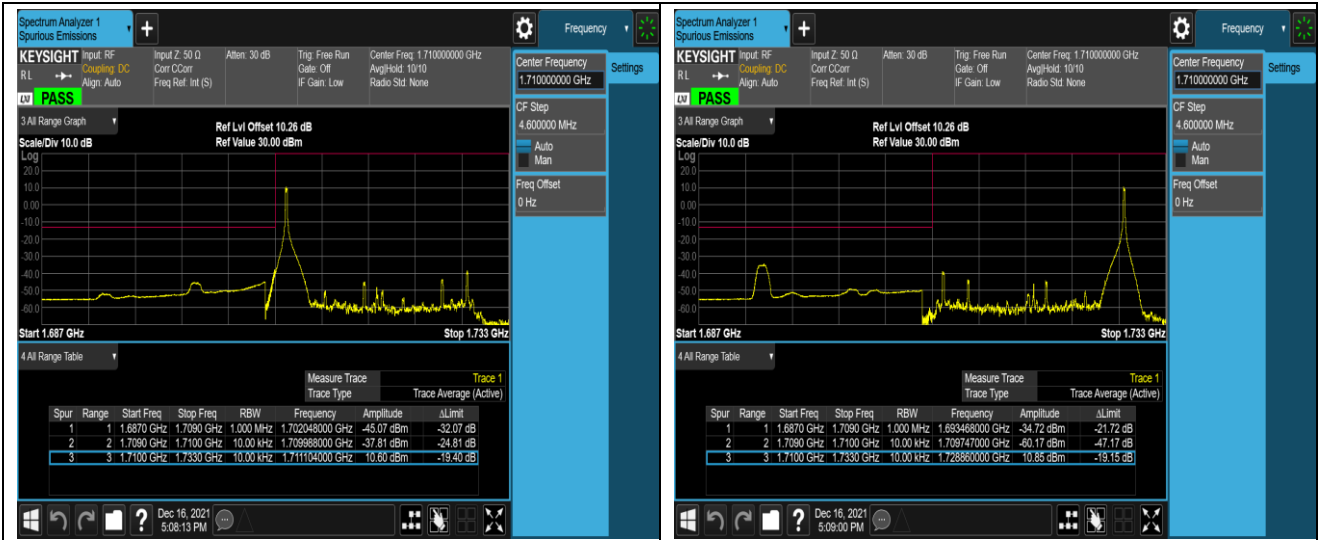 Spectrum Analyzer 1
Spurious Emissions
+
Frequency
KEYSIGHT Input: RF Input Z: 50 Ω Atten: 30 dB Trig: Free Run Center Freq: 1.710000000 GHz
RL Coupling: DC Corr CCorr Gate: Off Avg|Hold: 10/10
Align: Auto Freq Ref: Int (S) IF Gain: Low Radio Std: None
LXI PASS
Center Frequency
1.710000000 GHz
Settings
CF Step
4.600000 MHz
Auto
Man
Freq Offset
0 Hz
3 All Range Graph
Ref Lvl Offset 10.26 dB
Scale/Div 10.0 dB Ref Value 30.00 dBm
Log
20.0
10.0
0.00
-10.0
-20.0
-30.0
-40.0
-50.0
-60.0
Start 1.687 GHz Stop 1.733 GHz
4 All Range Table
Measure Trace Trace 1
Trace Type Trace Average (Active)
Spur Range Start Freq Stop Freq RBW Frequency Amplitude ΔLimit
1 1 1.6870 GHz 1.7090 GHz 1.000 MHz 1.702048000 GHz -45.07 dBm -32.07 dB
2 2 1.7090 GHz 1.7100 GHz 10.00 kHz 1.709988000 GHz -37.81 dBm -24.81 dB
3 3 1.7100 GHz 1.7330 GHz 10.00 kHz 1.711104000 GHz 10.60 dBm -19.40 dB
?
Dec 16, 2021
5:08:13 PM
Spectrum Analyzer 1
Spurious Emissions
+
Frequency
KEYSIGHT Input: RF Input Z: 50 Ω Atten: 30 dB Trig: Free Run Center Freq: 1.710000000 GHz
RL Coupling: DC Corr CCorr Gate: Off Avg|Hold: 10/10
Align: Auto Freq Ref: Int (S) IF Gain: Low Radio Std: None
LXI PASS
Center Frequency
1.710000000 GHz
Settings
CF Step
4.600000 MHz
Auto
Man
Freq Offset
0 Hz
3 All Range Graph
Ref Lvl Offset 10.26 dB
Scale/Div 10.0 dB Ref Value 30.00 dBm
Log
20.0
10.0
0.00
-10.0
-20.0
-30.0
-40.0
-50.0
-60.0
Start 1.687 GHz Stop 1.733 GHz
4 All Range Table
Measure Trace Trace 1
Trace Type Trace Average (Active)
Spur Range Start Freq Stop Freq RBW Frequency Amplitude ΔLimit
1 1 1.6870 GHz 1.7090 GHz 1.000 MHz 1.693468000 GHz -34.72 dBm -21.72 dB
2 2 1.7090 GHz 1.7100 GHz 10.00 kHz 1.709747000 GHz -60.17 dBm -47.17 dB
3 3 1.7100 GHz 1.7330 GHz 10.00 kHz 1.728860000 GHz 10.85 dBm -19.15 dB
?
Dec 16, 2021
5:09:00 PM